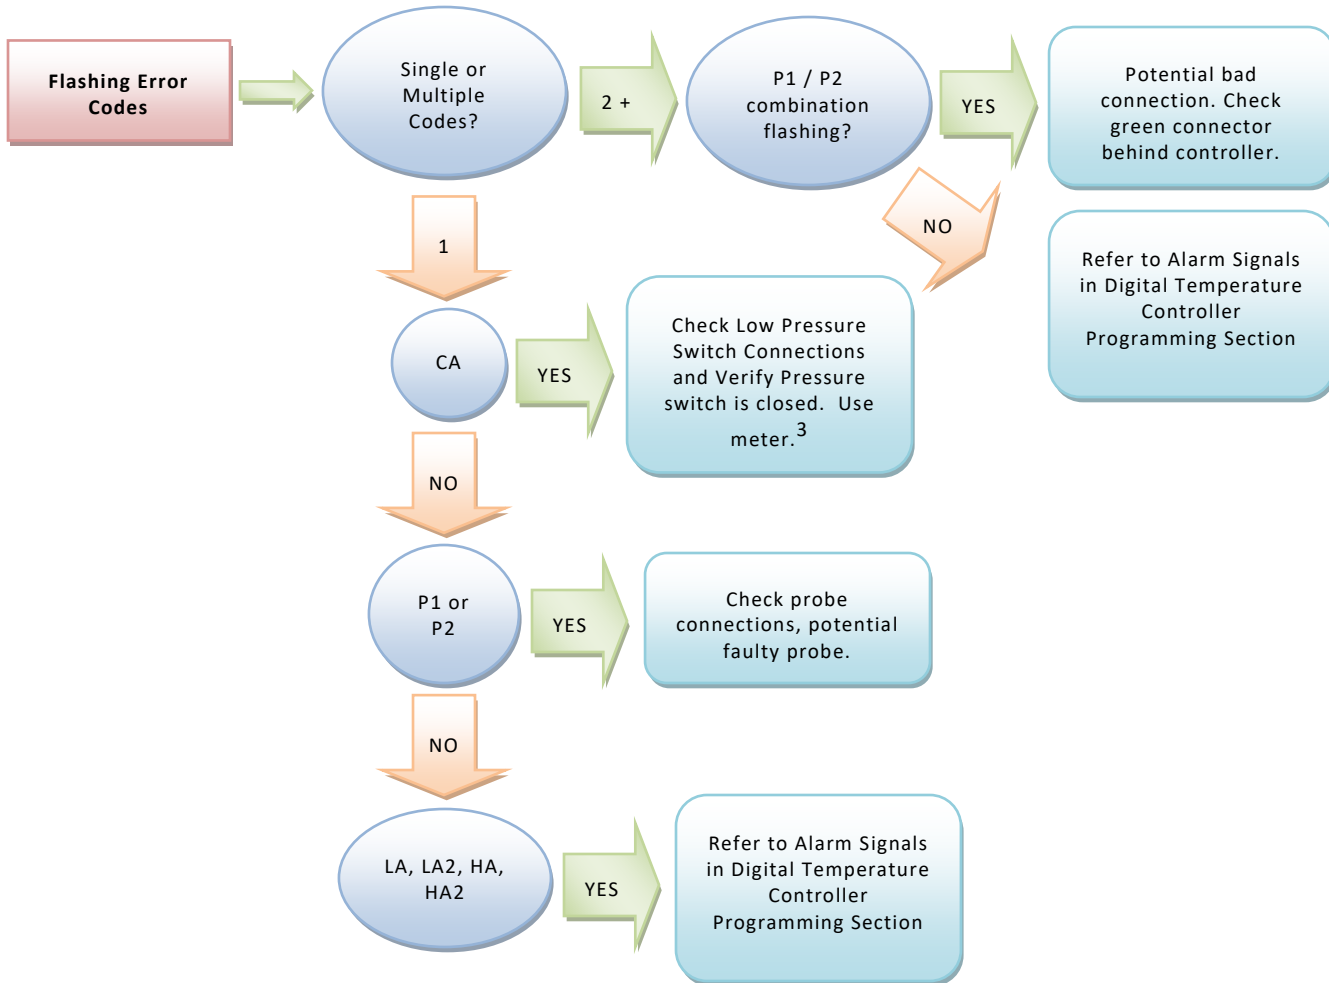 Flashing Error
Codes
Single or
Multiple
Codes?
2 +
P1 / P2
combination
flashing?
YES
Potential bad
connection. Check
green connector
behind controller.
NO
Refer to Alarm Signals
in Digital Temperature
Controller
Programming Section
1
CA
YES
Check Low Pressure
Switch Connections
and Verify Pressure
switch is closed.  Use
meter.3
NO
P1 or
P2
YES
Check probe
connections, potential
faulty probe.
NO
LA, LA2, HA,
HA2
YES
Refer to Alarm Signals
in Digital Temperature
Controller
Programming Section